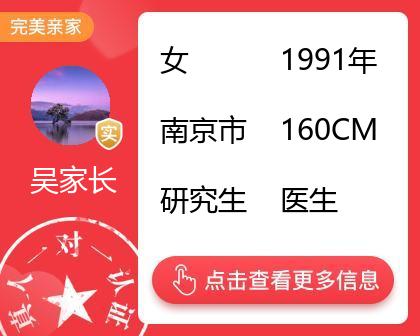 完美亲家
女 1991年
南京市 160CM
实
吴家长
研究生 医生
真人一对一认证
点击查看更多信息